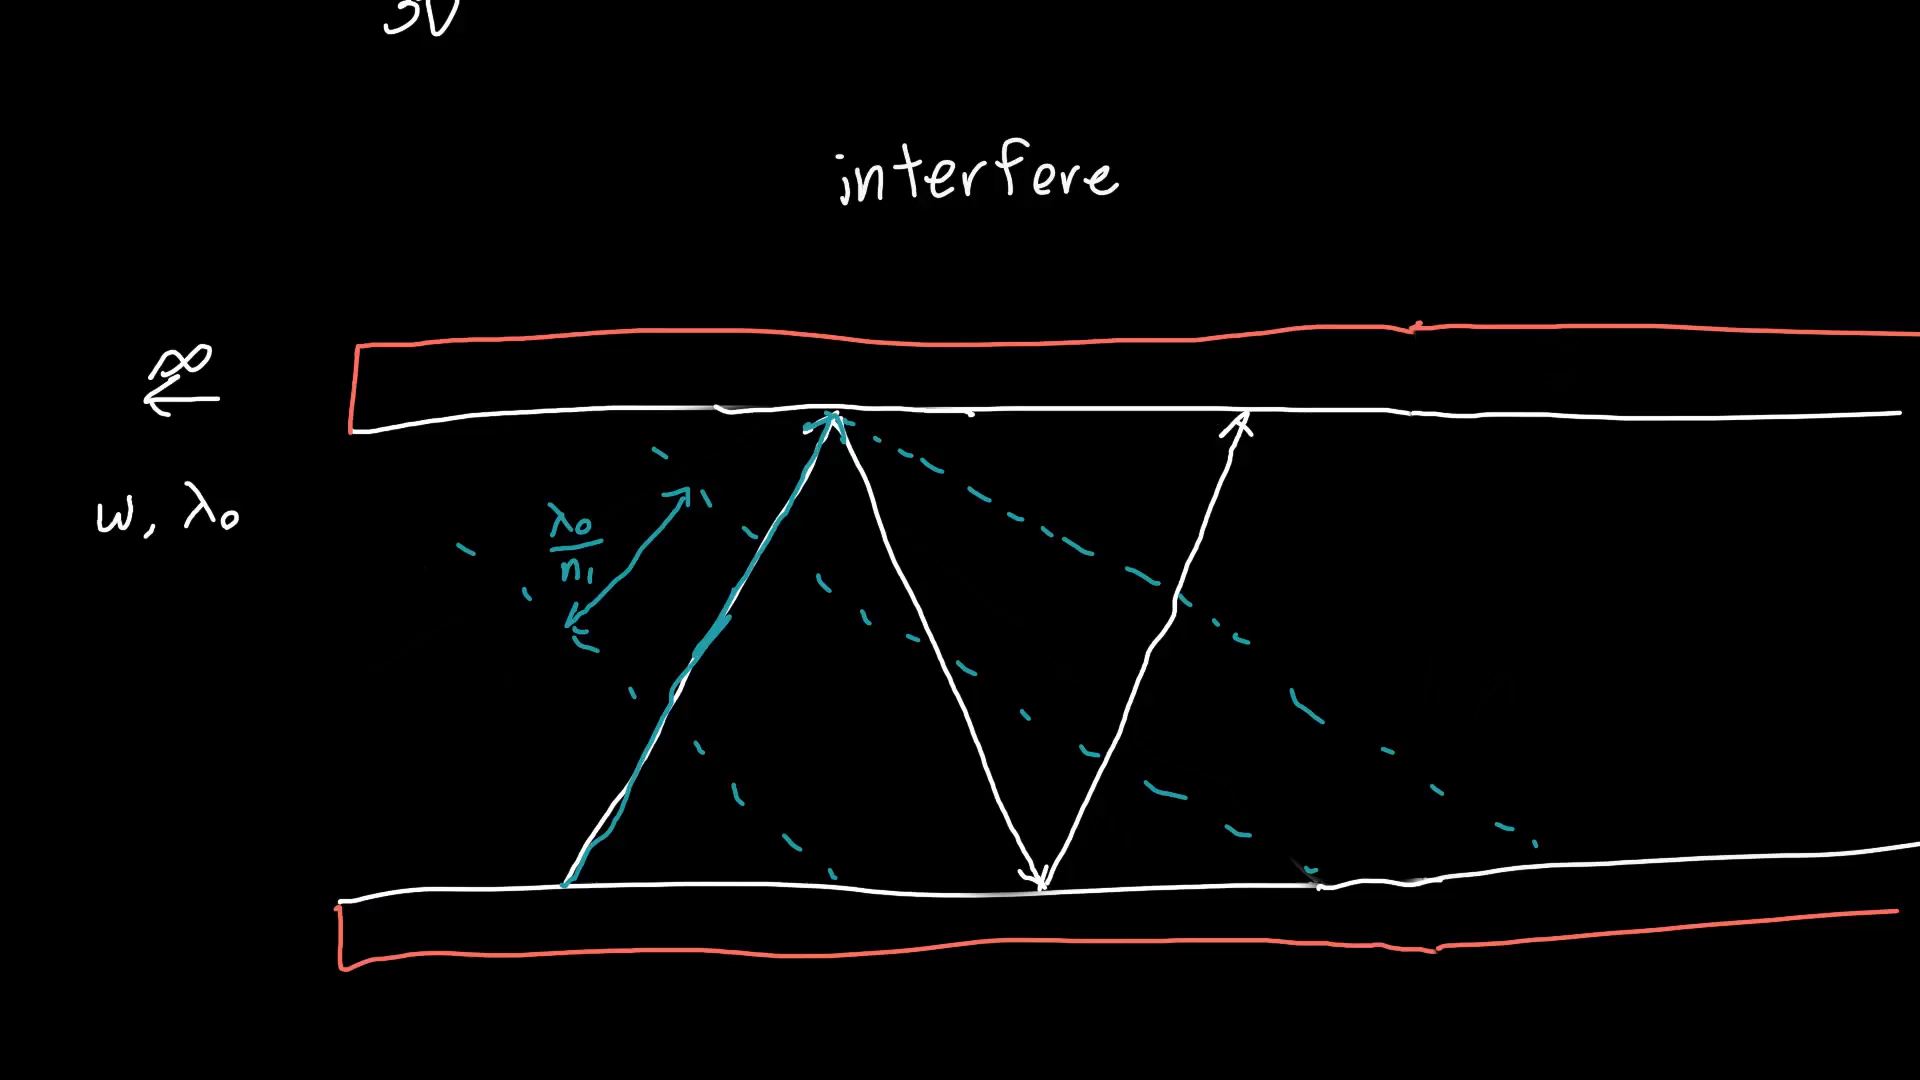 interfere
∞
w, λ₀
λ₀
n₁